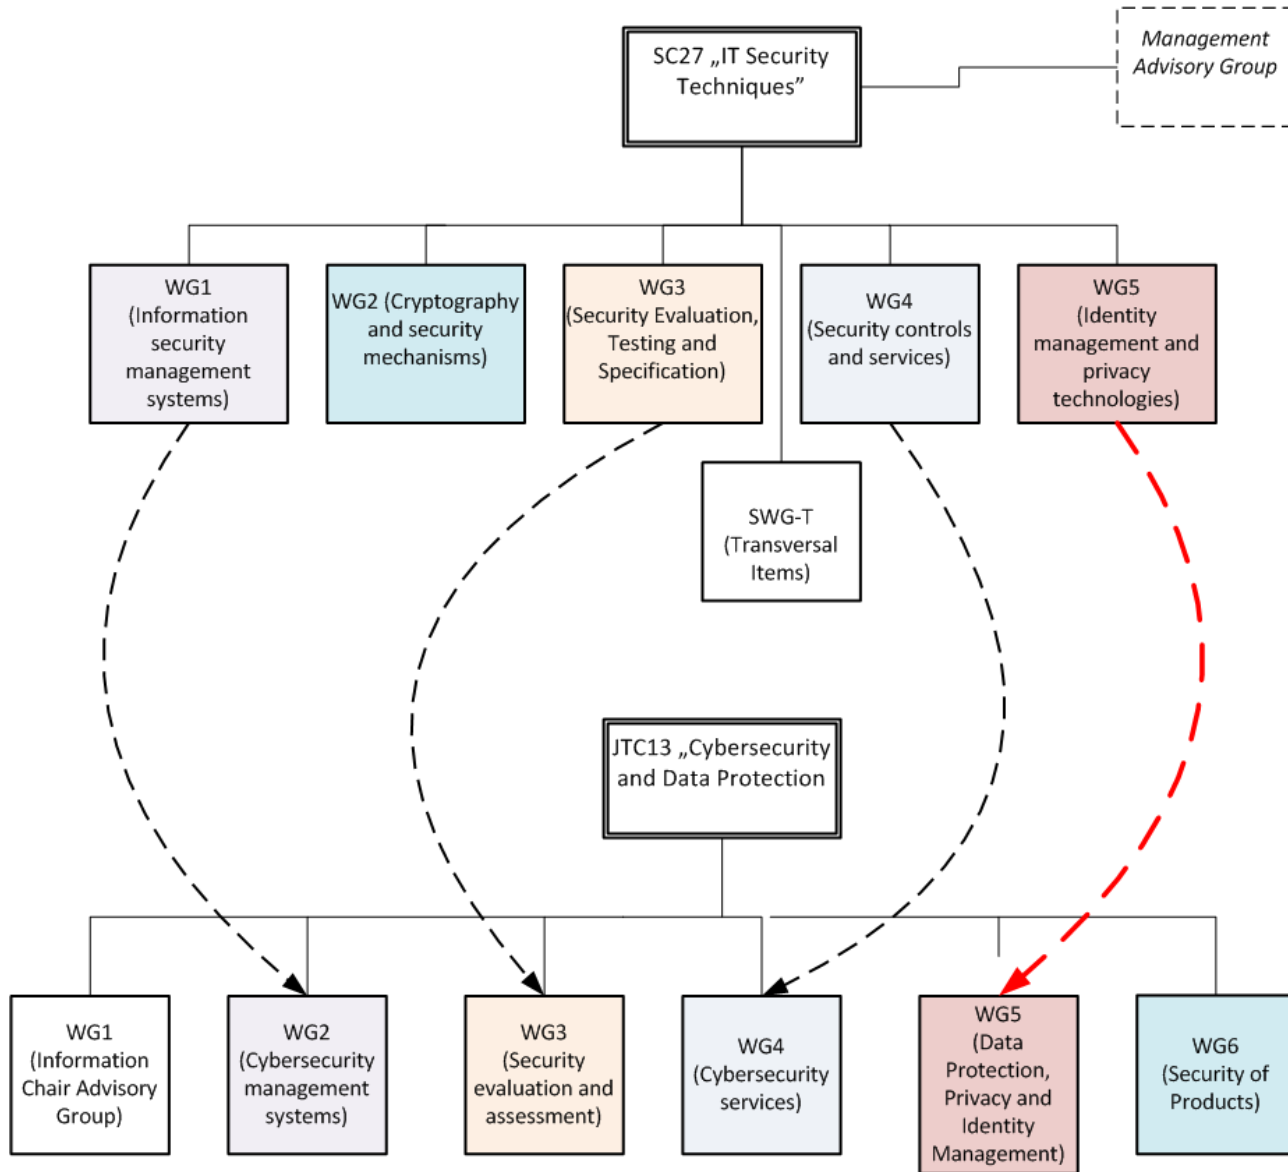 SC27 „IT Security
Techniques”
Management
Advisory Group
WG1
(Information
security
management
systems)
WG2 (Cryptography
and security
mechanisms)
WG3
(Security Evaluation,
Testing and
Specification)
WG4
(Security controls
and services)
WG5
(Identity
management and
privacy
technologies)
SWG-T
(Transversal
Items)
JTC13 „Cybersecurity
and Data Protection
WG1
(Information
Chair Advisory
Group)
WG2
(Cybersecurity
management
systems)
WG3
(Security
evaluation and
assessment)
WG4
(Cybersecurity
services)
WG5
(Data
Protection,
Privacy and
Identity
Management)
WG6
(Security of
Products)